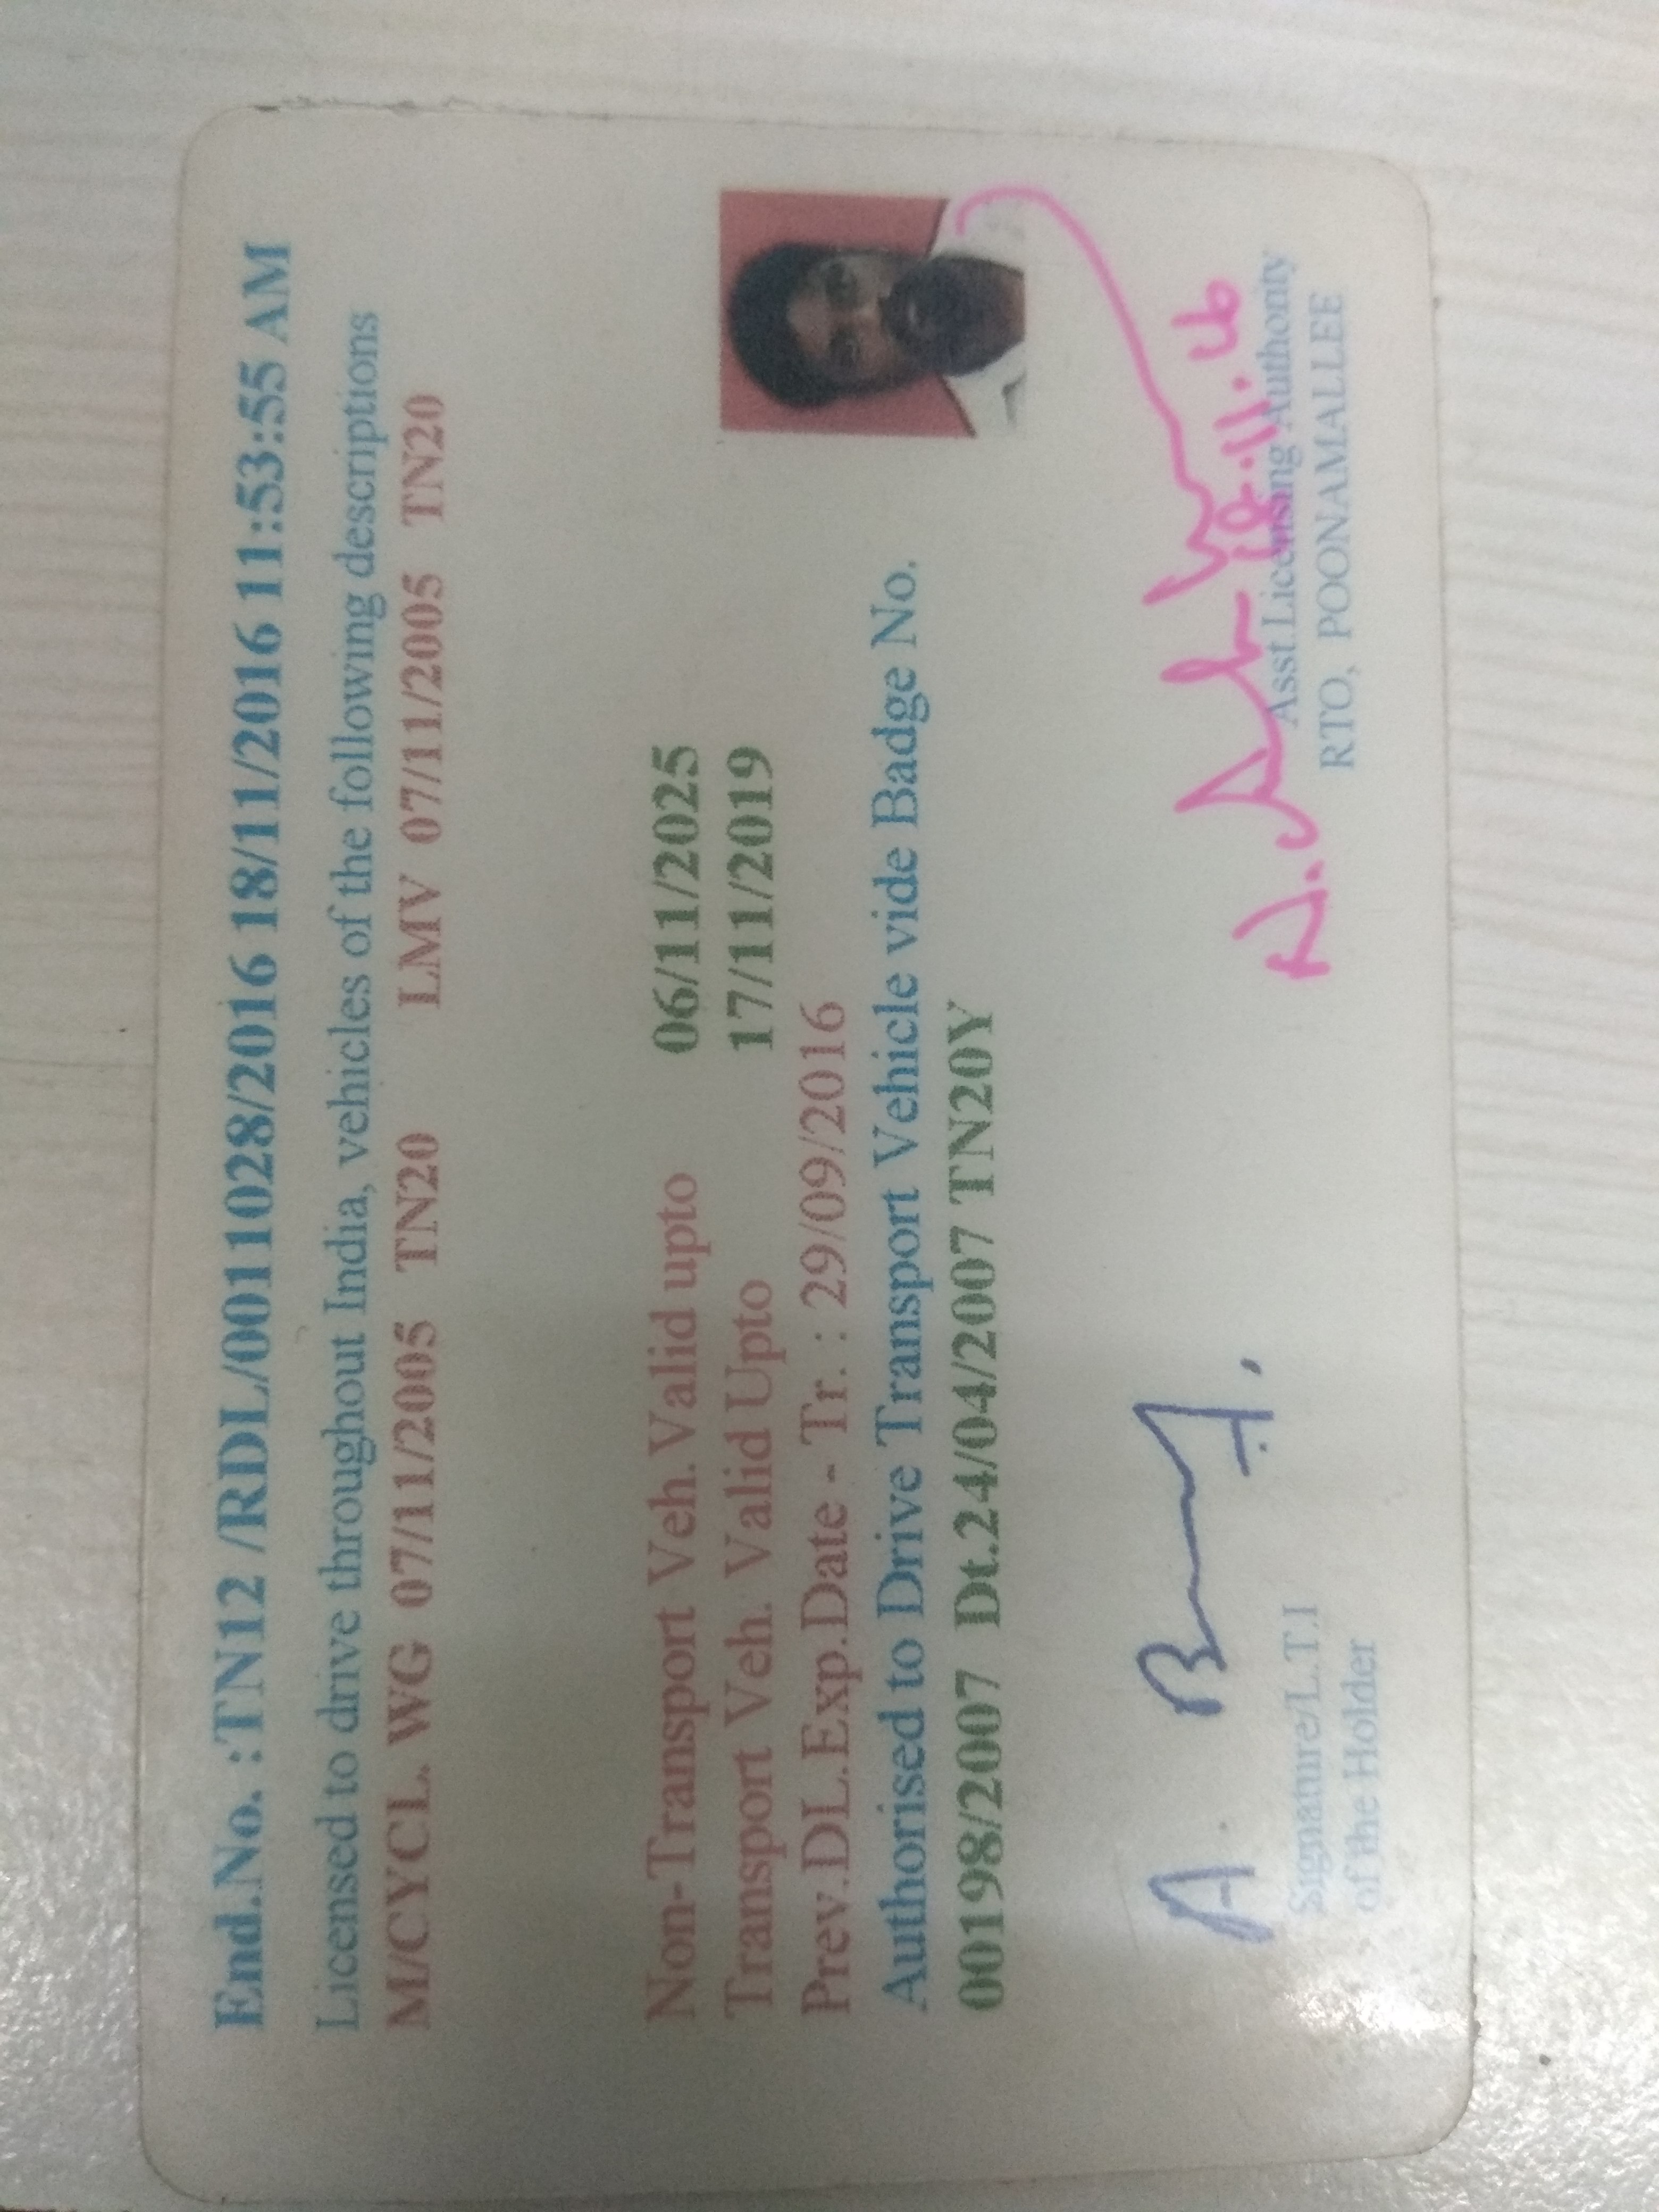 End.No. :TN12 /RDL/0011028/2016 18/11/2016 11:53:55 AM
Licensed to drive throughout India, vehicles of the following descriptions
M/CYCL. WG 07/11/2005 TN20 LMV 07/11/2005 TN20
Non-Transport Veh.Valid upto 06/11/2025
Transport Veh. Valid Upto 17/11/2019
Prev.DL.Exp.Date - Tr. : 29/09/2016
Authorised to Drive Transport Vehicle vide Badge No.
00198/2007 Dt.24/04/2007 TN20Y
A.
18.11.16
Signature/L.T.I
of the Holder
Asst.Licensing Authority
RTO, POONAMALLEE